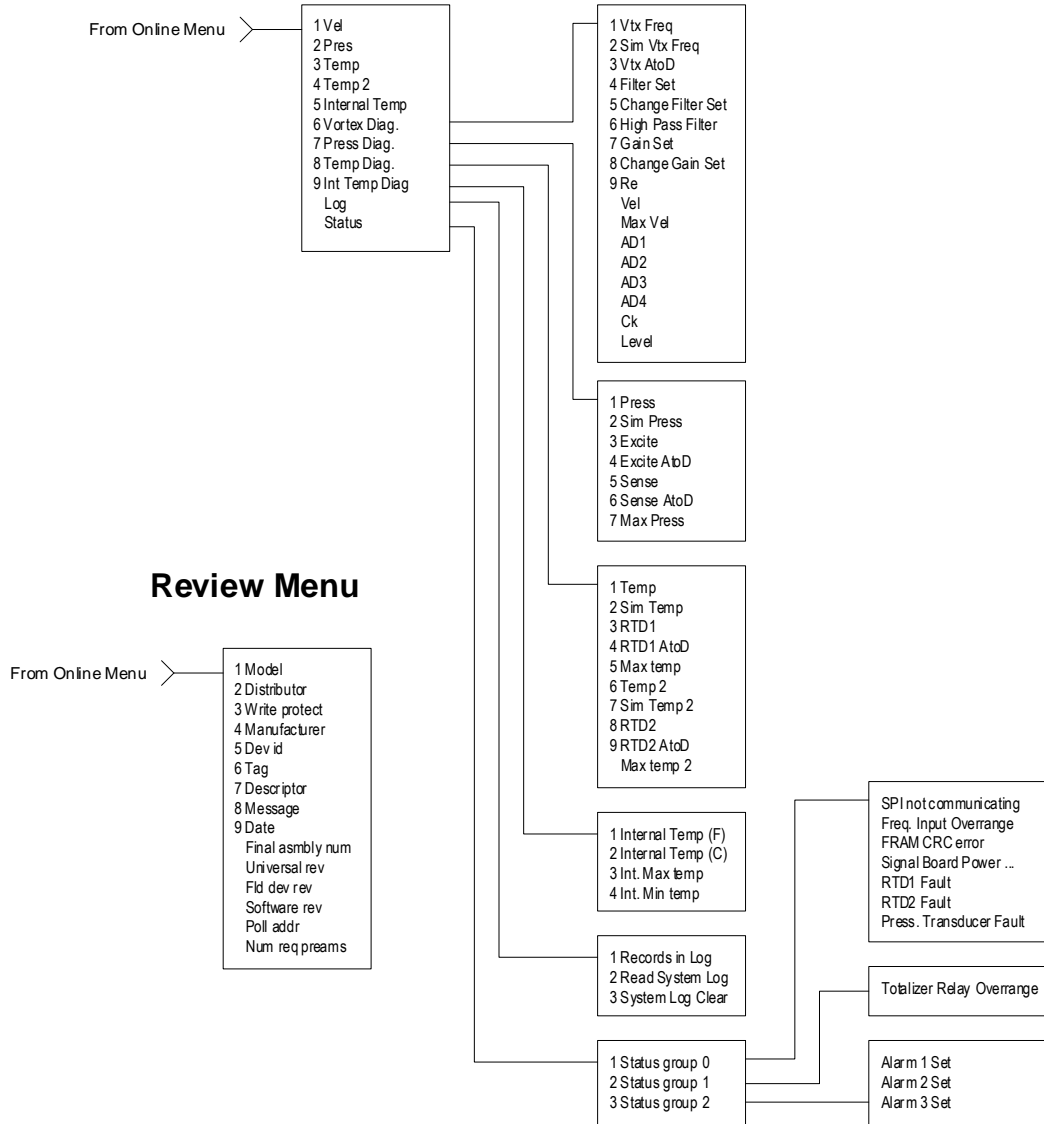 From Online Menu
1 Vel
2 Pres
3 Temp
4 Temp 2
5 Internal Temp
6 Vortex Diag.
7 Press Diag.
8 Temp Diag.
9 Int Temp Diag
Log
Status
1 Vtx Freq
2 Sim Vtx Freq
3 Vtx AtoD
4 Filter Set
5 Change Filter Set
6 High Pass Filter
7 Gain Set
8 Change Gain Set
9 Re
Vel
Max Vel
AD1
AD2
AD3
AD4
Ck
Level
1 Press
2 Sim Press
3 Excite
4 Excite AtoD
5 Sense
6 Sense AtoD
7 Max Press
1 Temp
2 Sim Temp
3 RTD1
4 RTD1 AtoD
5 Max temp
6 Temp 2
7 Sim Temp 2
8 RTD2
9 RTD2 AtoD
Max temp 2
1 Internal Temp (F)
2 Internal Temp (C)
3 Int. Max temp
4 Int. Min temp
1 Records in Log
2 Read System Log
3 System Log Clear
1 Status group 0
2 Status group 1
3 Status group 2
SPI not communicating
Freq. Input Overrange
FRAM CRC error
Signal Board Power ...
RTD1 Fault
RTD2 Fault
Press. Transducer Fault
Totalizer Relay Overrange
Alarm 1 Set
Alarm 2 Set
Alarm 3 Set
Review Menu
From Online Menu
1 Model
2 Distributor
3 Write protect
4 Manufacturer
5 Dev id
6 Tag
7 Descriptor
8 Message
9 Date
Final asmbly num
Universal rev
Fld dev rev
Software rev
Poll addr
Num req preams